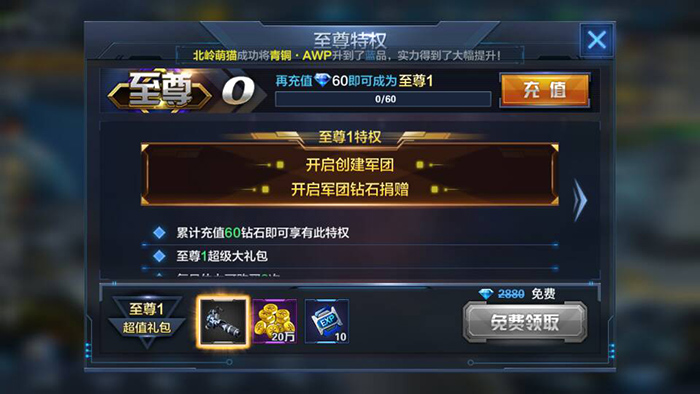 至尊特权
北岭萌猫成功将青铜·AWP升到了蓝品，实力得到了大幅提升！
至尊 0
再充值60即可成为至尊1
0/60
充值
至尊1特权
开启创建军团
开启军团钻石捐赠
累计充值60钻石即可享有此特权
至尊1超级大礼包
至尊1
超值礼包
20万
EXP
10
2880 免费
免费领取